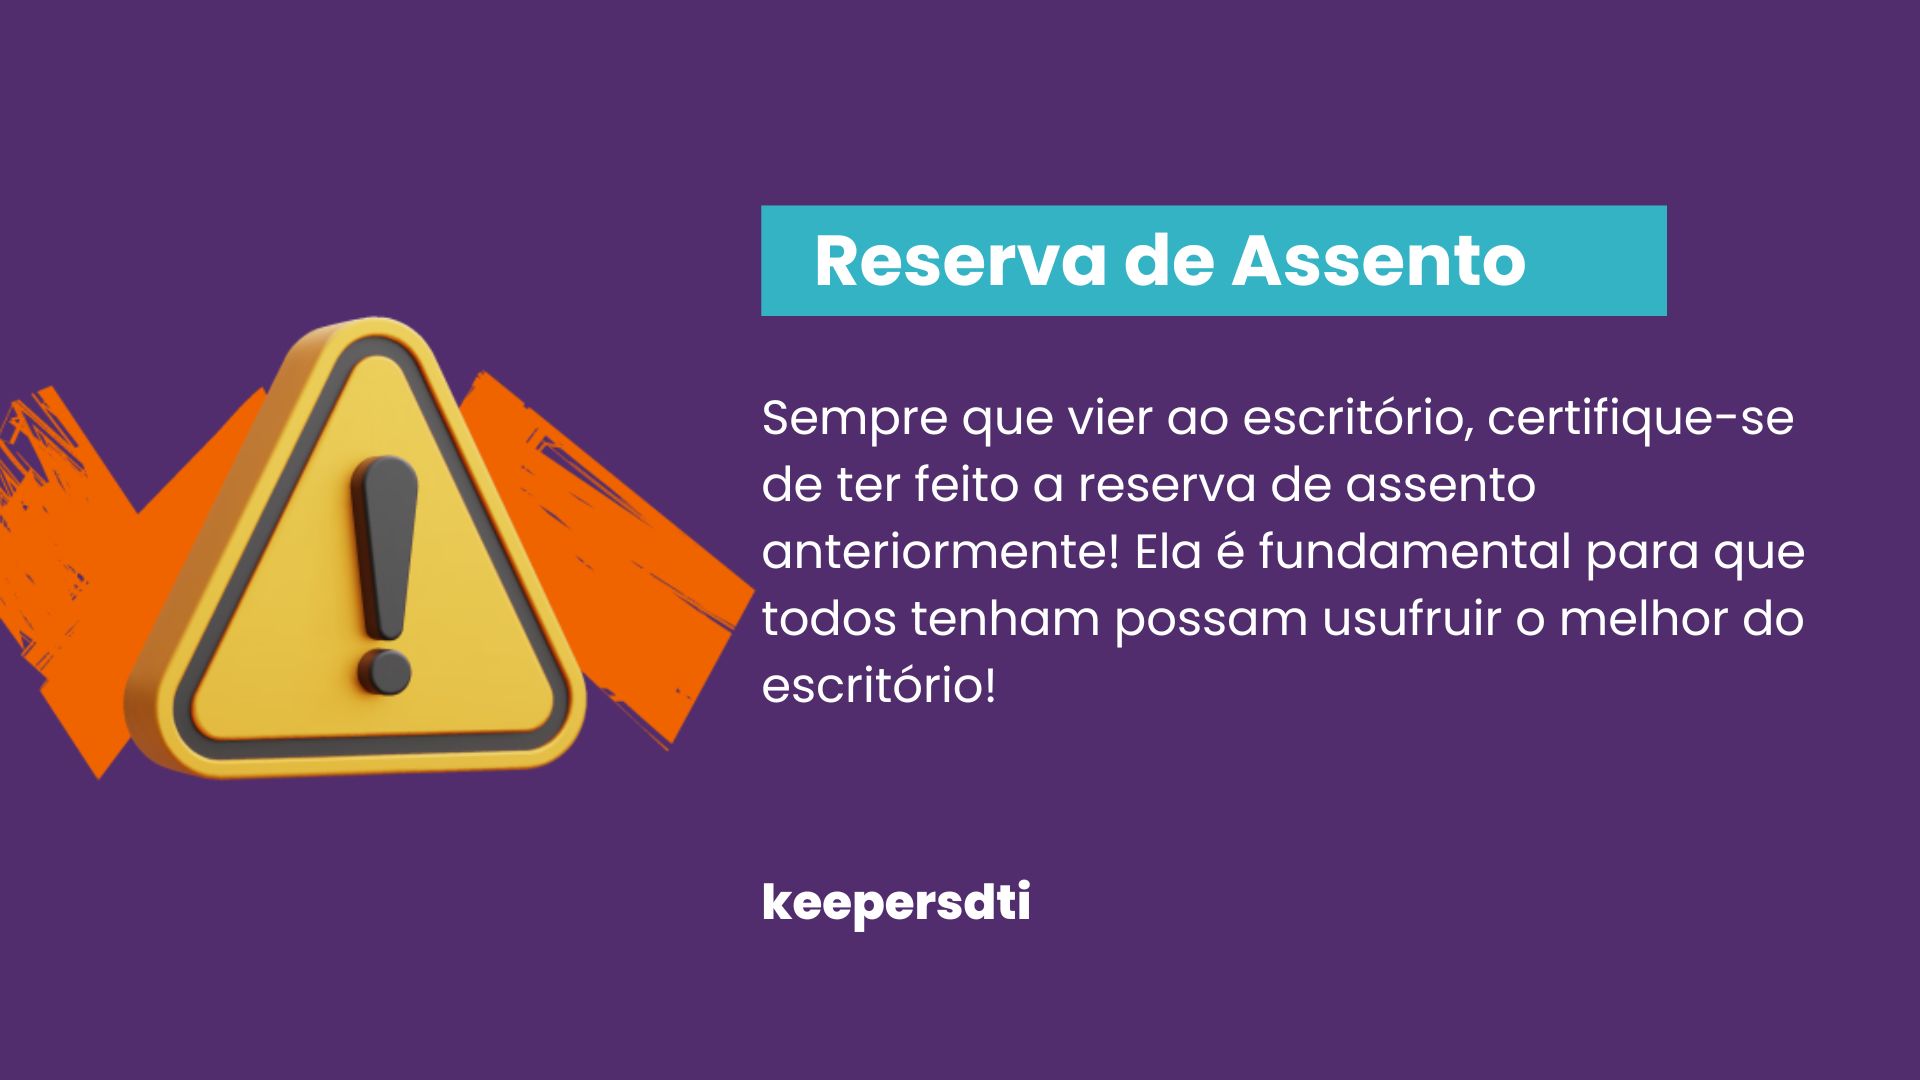 Reserva de Assento
Sempre que vier ao escritório, certifique-se
de ter feito a reserva de assento
anteriormente! Ela é fundamental para que
todos tenham possam usufruir o melhor do
escritório!
keepersdti